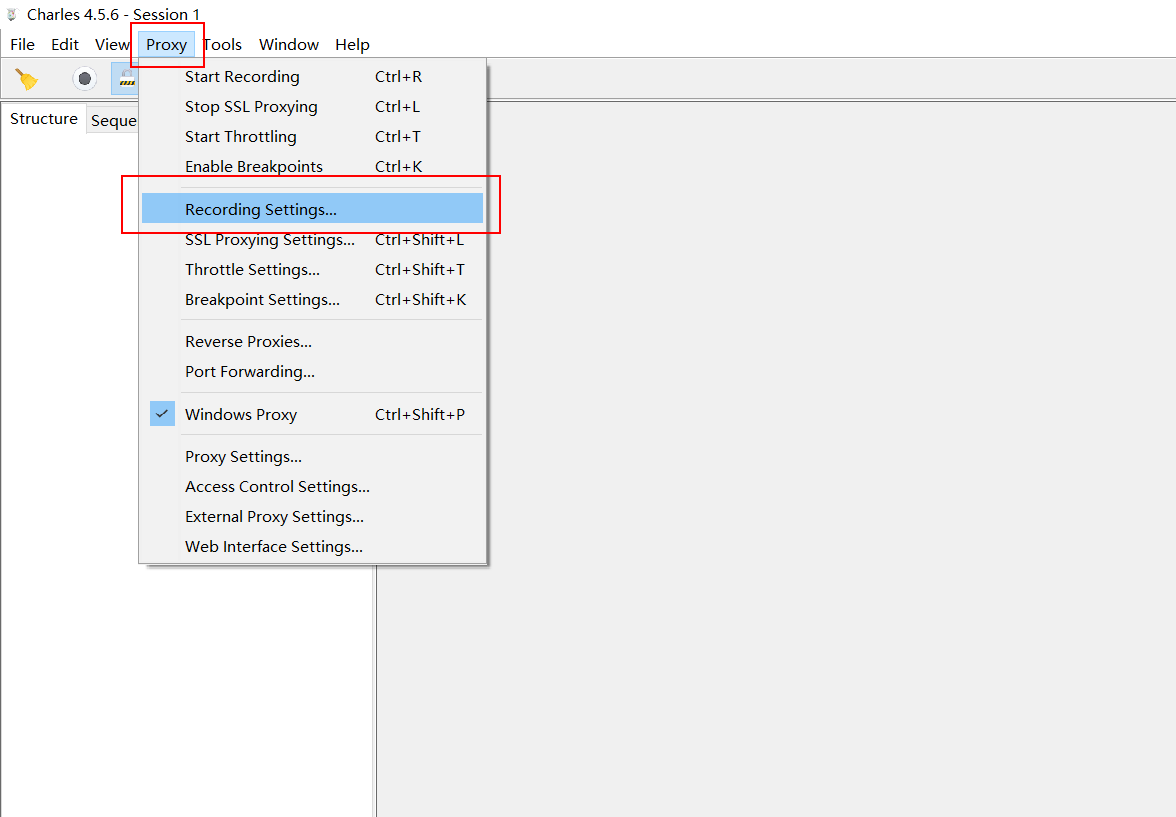 Charles 4.5.6 - Session 1
File Edit View Proxy Tools Window Help
Structure Seque
Start Recording Ctrl+R
Stop SSL Proxying Ctrl+L
Start Throttling Ctrl+T
Enable Breakpoints Ctrl+K
Recording Settings...
SSL Proxying Settings... Ctrl+Shift+L
Throttle Settings... Ctrl+Shift+T
Breakpoint Settings... Ctrl+Shift+K
Reverse Proxies...
Port Forwarding...
Windows Proxy Ctrl+Shift+P
Proxy Settings...
Access Control Settings...
External Proxy Settings...
Web Interface Settings...